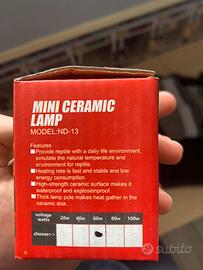 MINI CERAMIC
LAMP
MODEL:ND-13
Features
Provide reptile with a daily life environment,
simulate the natural temperature and
environment for reptile.
Heating rate is fast and stable and low
energy consumption.
High-strength ceramic surface makes it
waterproof and explosion-proof.
Thick lamp pole makes heat gather in the
ceramic disk.
voltage
watts 20w 40w 60w 80w 100w
choose>>
subito